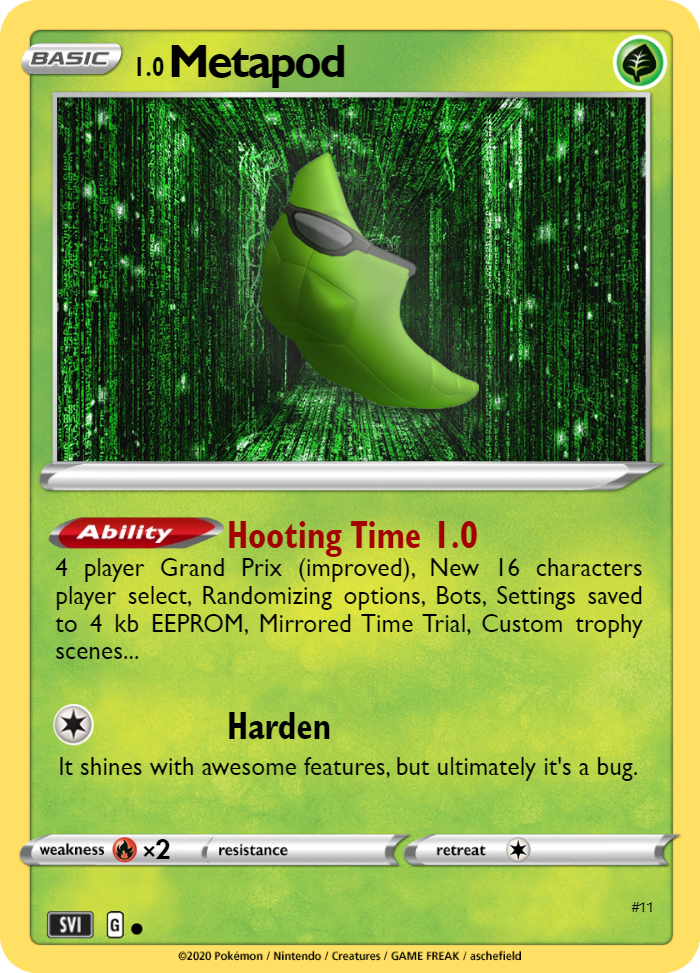 BASIC
1.0 Metapod
Ability Hooting Time 1.0
4 player Grand Prix (improved), New 16 characters
player select, Randomizing options, Bots, Settings saved
to 4 kb EEPROM, Mirrored Time Trial, Custom trophy
scenes...
Harden
It shines with awesome features, but ultimately it's a bug.
weakness ×2 resistance retreat
#11
SVI G
©2020 Pokémon / Nintendo / Creatures / GAME FREAK / aschefield